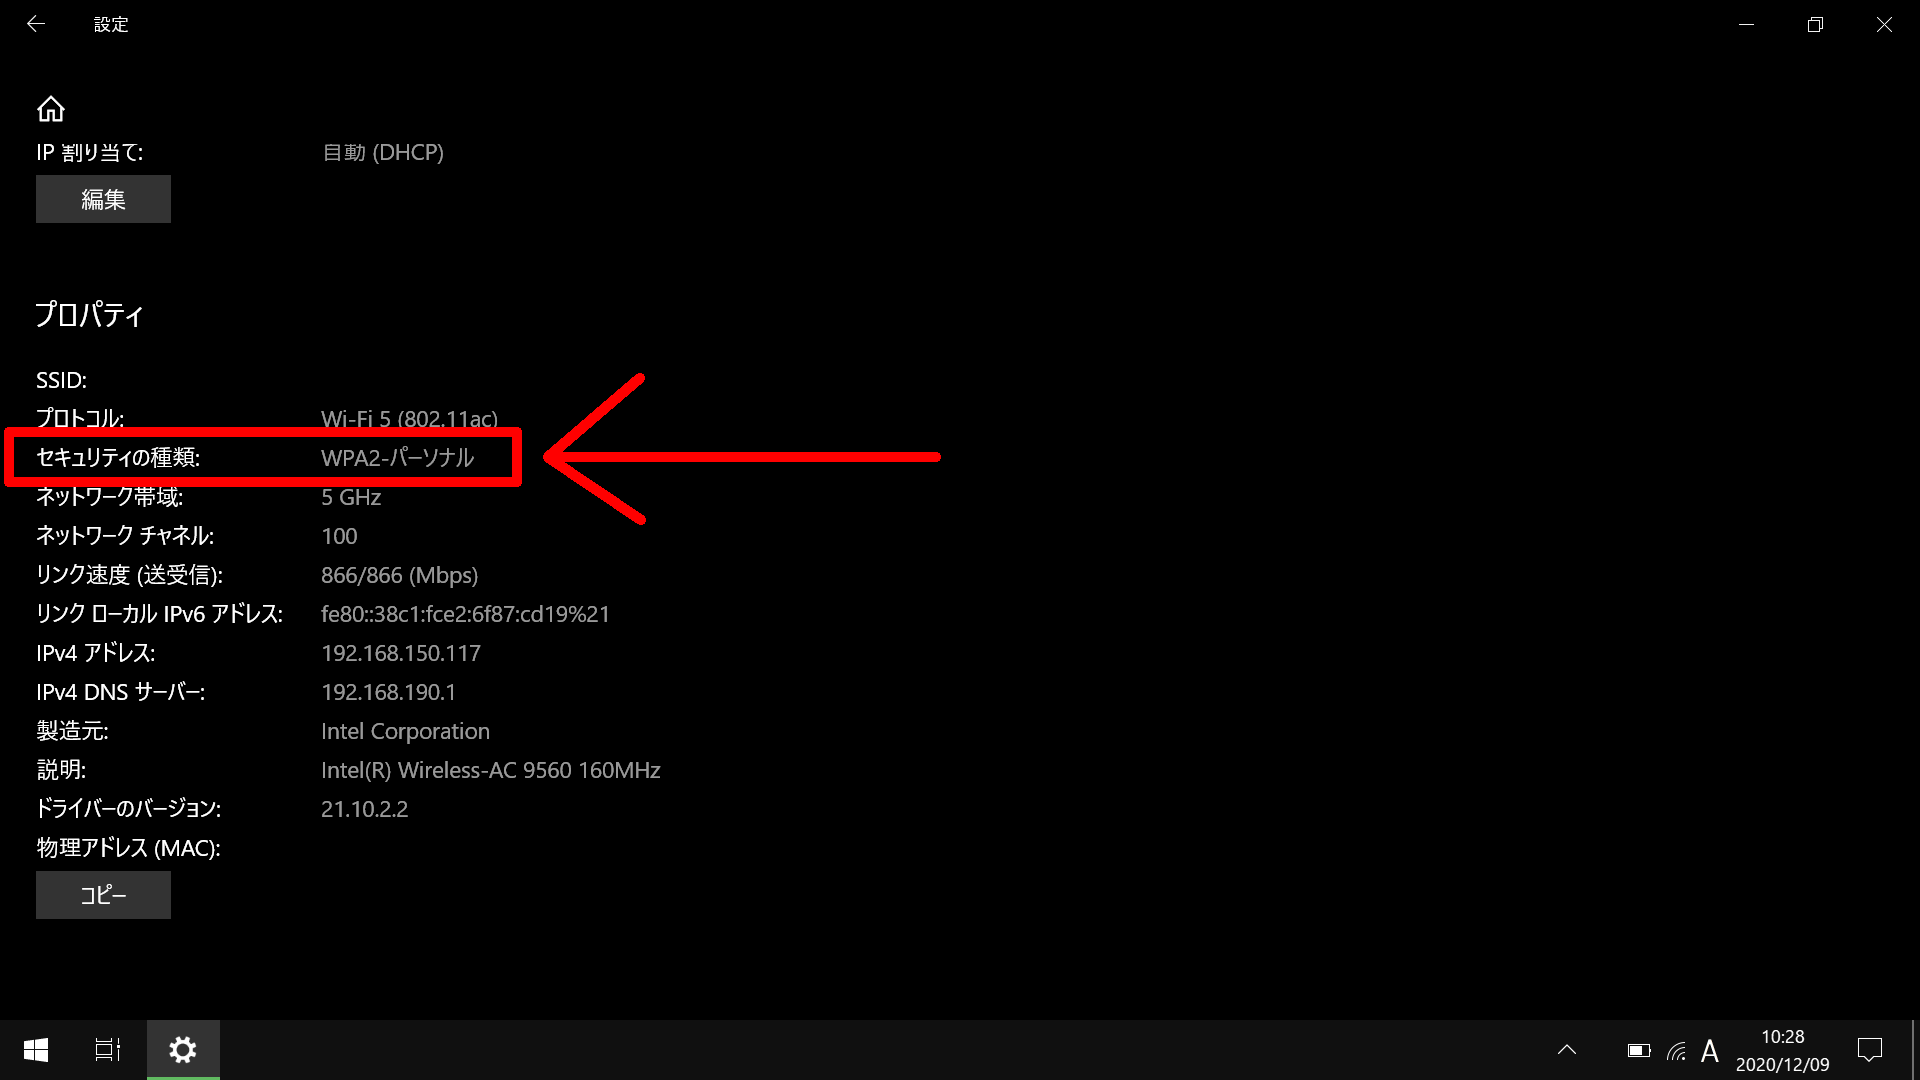 設定
IP 割り当て: 自動 (DHCP)
編集
プロパティ
SSID:
プロトコル: Wi-Fi 5 (802.11ac)
セキュリティの種類: WPA2-パーソナル
ネットワーク帯域: 5 GHz
ネットワーク チャネル: 100
リンク速度 (送受信): 866/866 (Mbps)
リンク ローカル IPv6 アドレス: fe80::38c1:fce2:6f87:cd19%21
IPv4 アドレス: 192.168.150.117
IPv4 DNS サーバー: 192.168.190.1
製造元: Intel Corporation
説明: Intel(R) Wireless-AC 9560 160MHz
ドライバーのバージョン: 21.10.2.2
物理アドレス (MAC):
コピー
A
10:28
2020/12/09